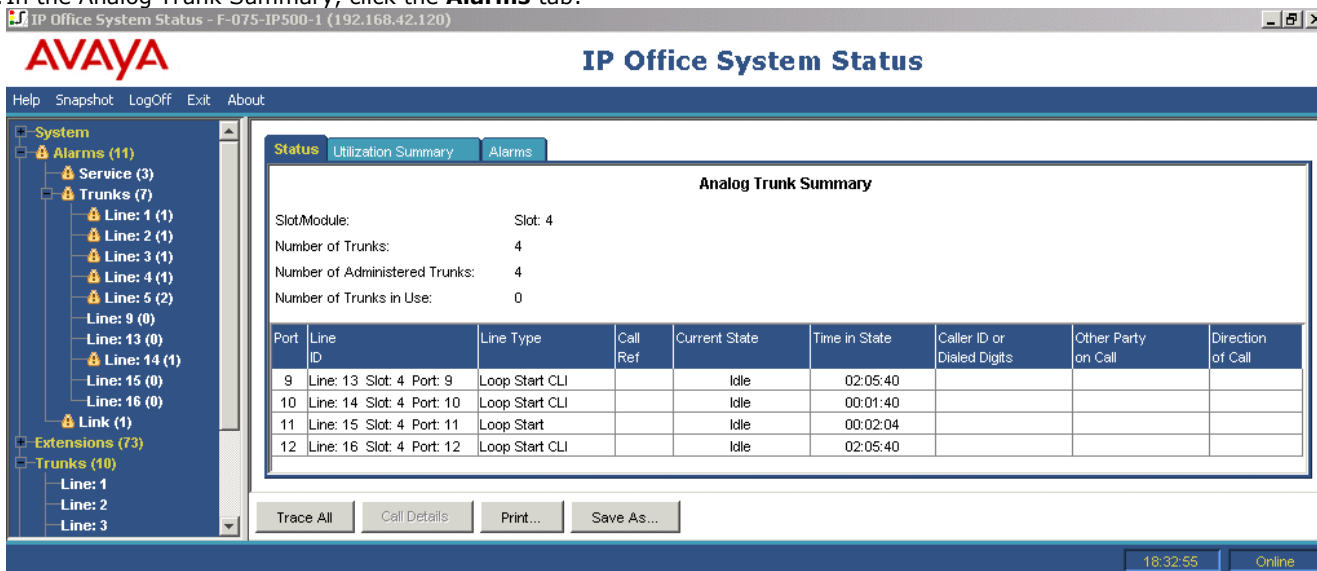 In the Analog Trunk Summary, click the Alarms tab.
IP Office System Status - F-075-IP500-1 (192.168.42.120)
AVAYA
IP Office System Status
Help Snapshot LogOff Exit About
System
Alarms (11)
Service (3)
Trunks (7)
Line: 1 (1)
Line: 2 (1)
Line: 3 (1)
Line: 4 (1)
Line: 5 (2)
Line: 9 (0)
Line: 13 (0)
Line: 14 (1)
Line: 15 (0)
Line: 16 (0)
Link (1)
Extensions (73)
Trunks (10)
Line: 1
Line: 2
Line: 3
Status Utilization Summary Alarms
Analog Trunk Summary
Slot/Module: Slot: 4
Number of Trunks: 4
Number of Administered Trunks: 4
Number of Trunks in Use: 0
Port Line ID Line Type Call Ref Current State Time in State Caller ID or Dialed Digits Other Party on Call Direction of Call
9 Line: 13 Slot: 4 Port: 9 Loop Start CLI Idle 02:05:40
10 Line: 14 Slot: 4 Port: 10 Loop Start CLI Idle 00:01:40
11 Line: 15 Slot: 4 Port: 11 Loop Start Idle 00:02:04
12 Line: 16 Slot: 4 Port: 12 Loop Start CLI Idle 02:05:40
Trace All Call Details Print... Save As...
18:32:55 Online